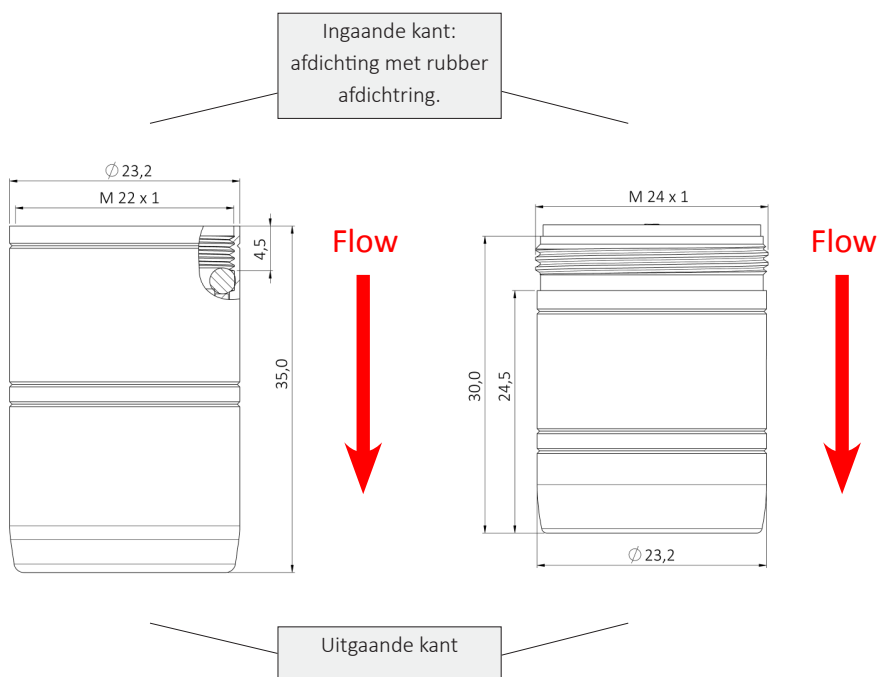 Ingaande kant:
afdichting met rubber
afdichtring.
∅ 23,2
M 22 x 1
4,5
35,0
Flow
M 24 x 1
30,0
24,5
∅ 23,2
Flow
Uitgaande kant